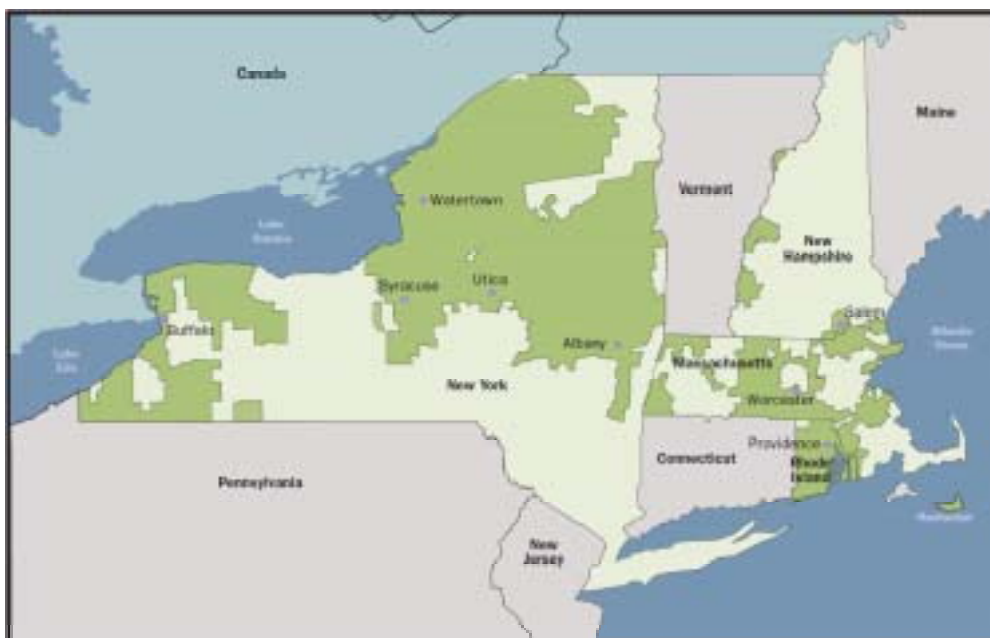 Canada
Maine
Watertown
Vermont
Lake
New
Hampshire
Syracuse
Utica
Buffalo
Salem
Atlantic
Ocean
Lake
Erie
Albany
Massachusetts
New York
Worcester
Providence
Connecticut
Rhode
Island
Pennsylvania
Nantucket
New
Jersey